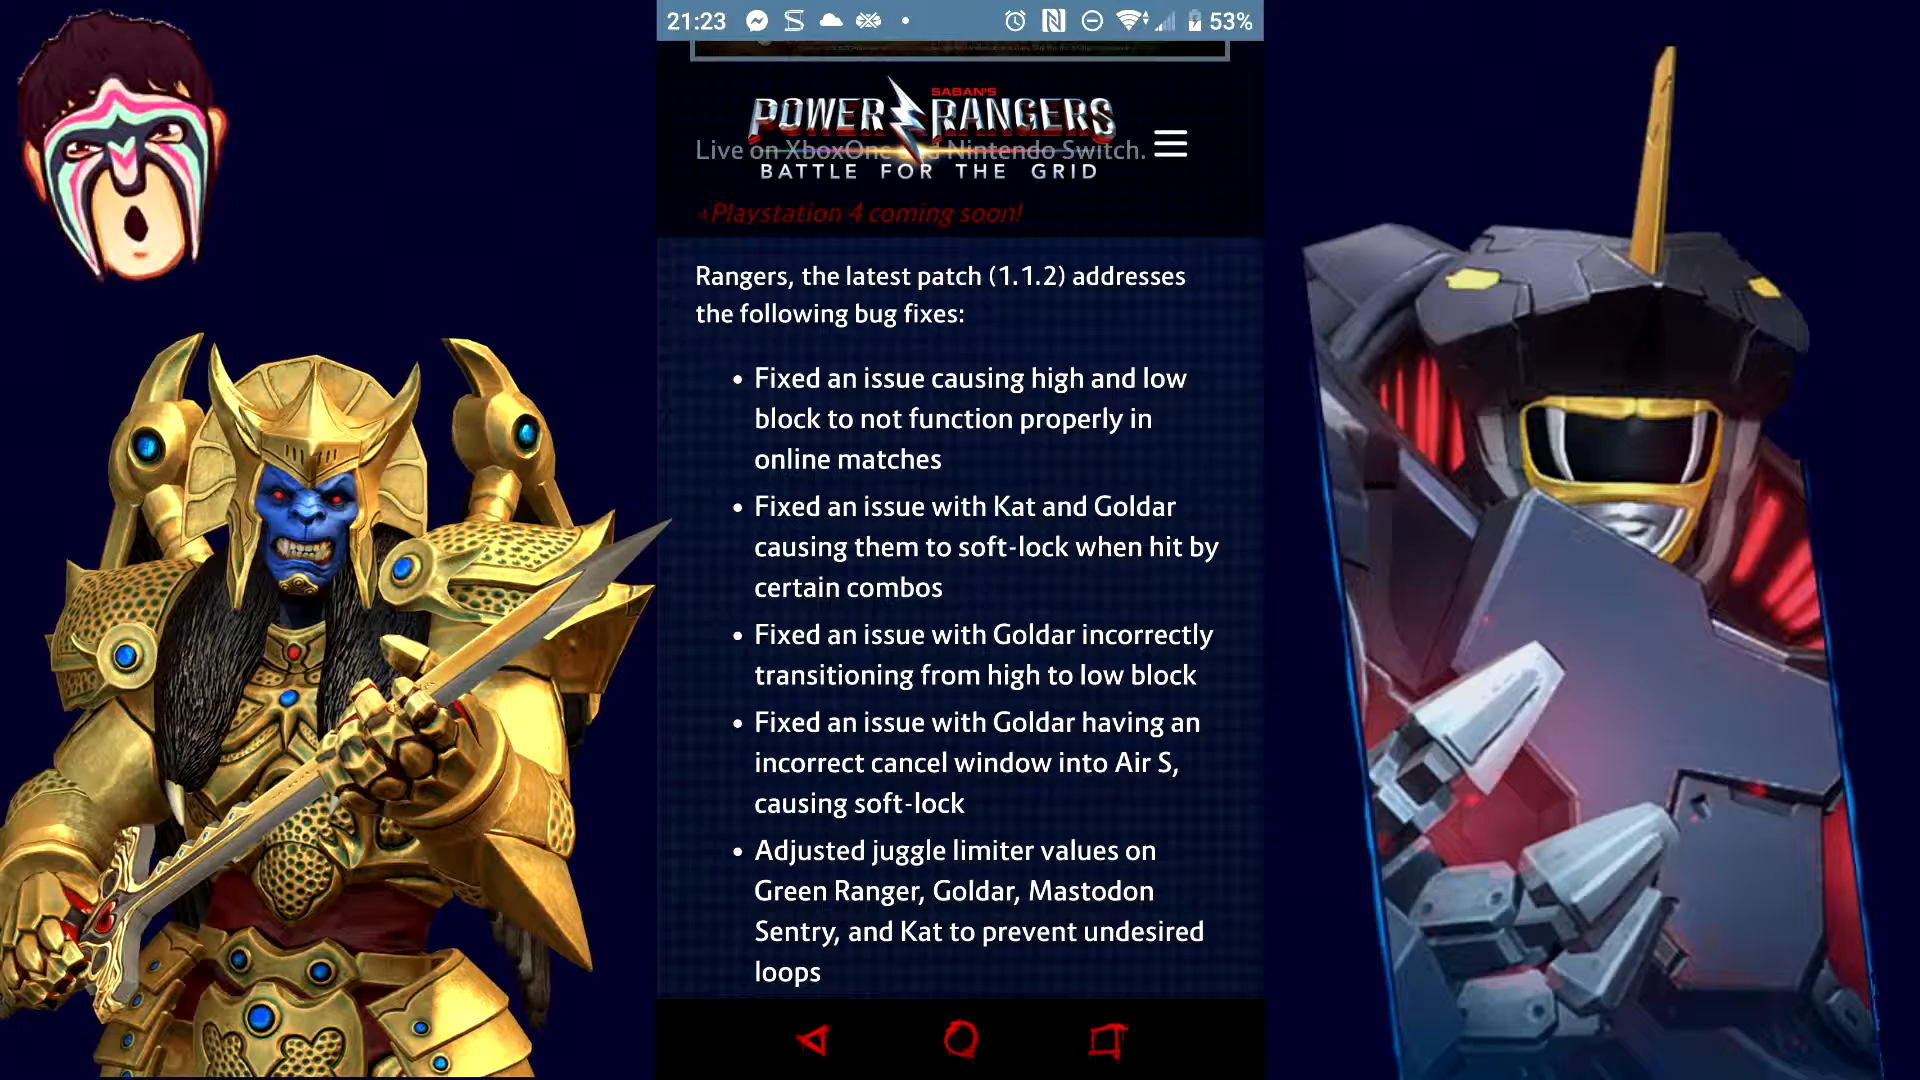 21:23
53%
SABAN'S
POWER RANGERS
Live on XboxOne and Nintendo Switch.
BATTLE FOR THE GRID
*Playstation 4 coming soon!
Rangers, the latest patch (1.1.2) addresses
the following bug fixes:
• Fixed an issue causing high and low
block to not function properly in
online matches
• Fixed an issue with Kat and Goldar
causing them to soft-lock when hit by
certain combos
• Fixed an issue with Goldar incorrectly
transitioning from high to low block
• Fixed an issue with Goldar having an
incorrect cancel window into Air S,
causing soft-lock
• Adjusted juggle limiter values on
Green Ranger, Goldar, Mastodon
Sentry, and Kat to prevent undesired
loops